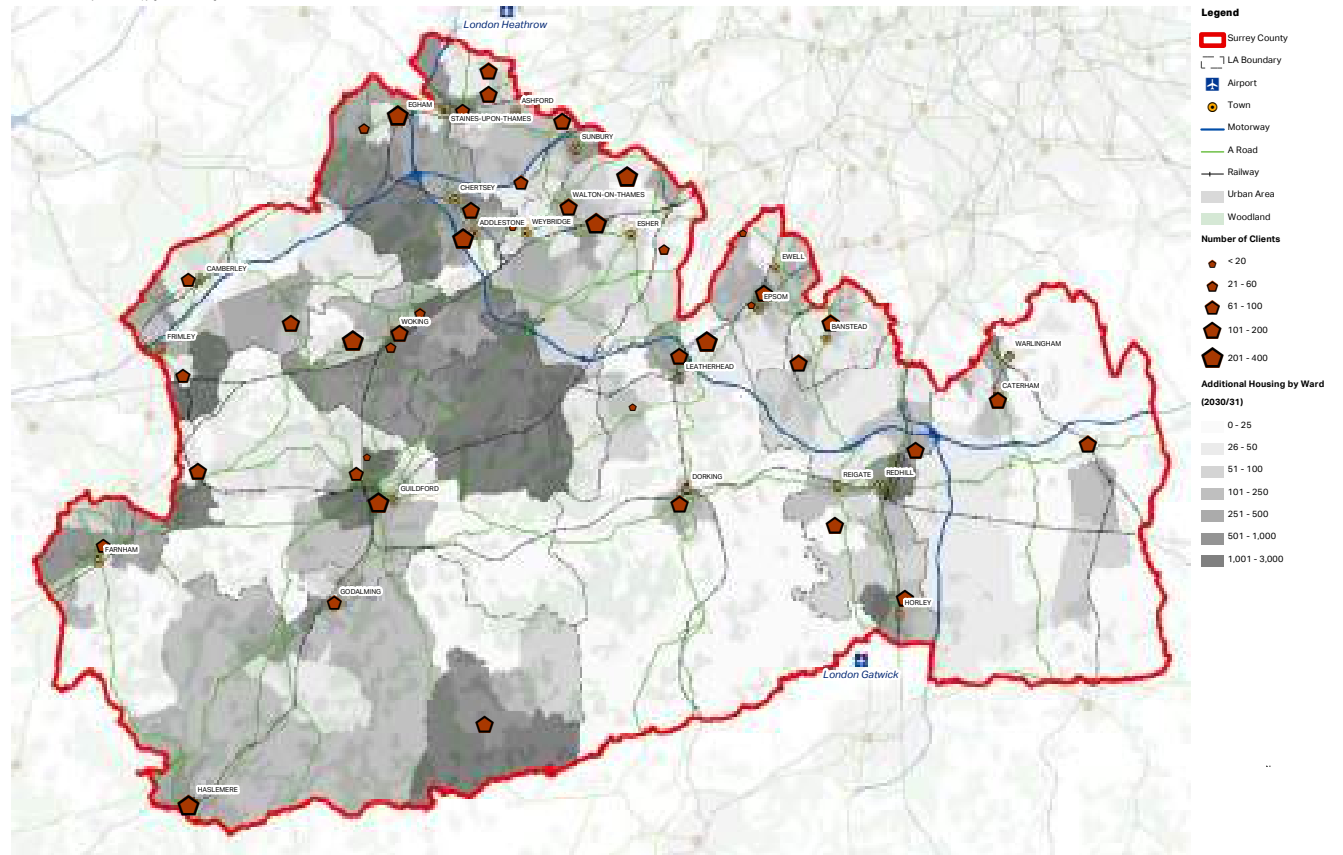 London Heathrow
EGHAM
ASHFORD
STAINES-UPON-THAMES
SUNBURY
CHERTSEY
WALTON-ON-THAMES
ADDLESTONE
WEYBRIDGE
ESHER
CAMBERLEY
EWELL
EPSOM
WOKING
BANSTEAD
FRIMLEY
WARLINGHAM
LEATHERHEAD
CATERHAM
DORKING
REIGATE
REDHILL
GUILDFORD
FARNHAM
GODALMING
HORLEY
London Gatwick
HASLEMERE
Legend
Surrey County
LA Boundary
Airport
Town
Motorway
A Road
Railway
Urban Area
Woodland
Number of Clients
< 20
21 - 60
61 - 100
101 - 200
201 - 400
Additional Housing by Ward
(2030/31)
0 - 25
26 - 50
51 - 100
101 - 250
251 - 500
501 - 1,000
1,001 - 3,000